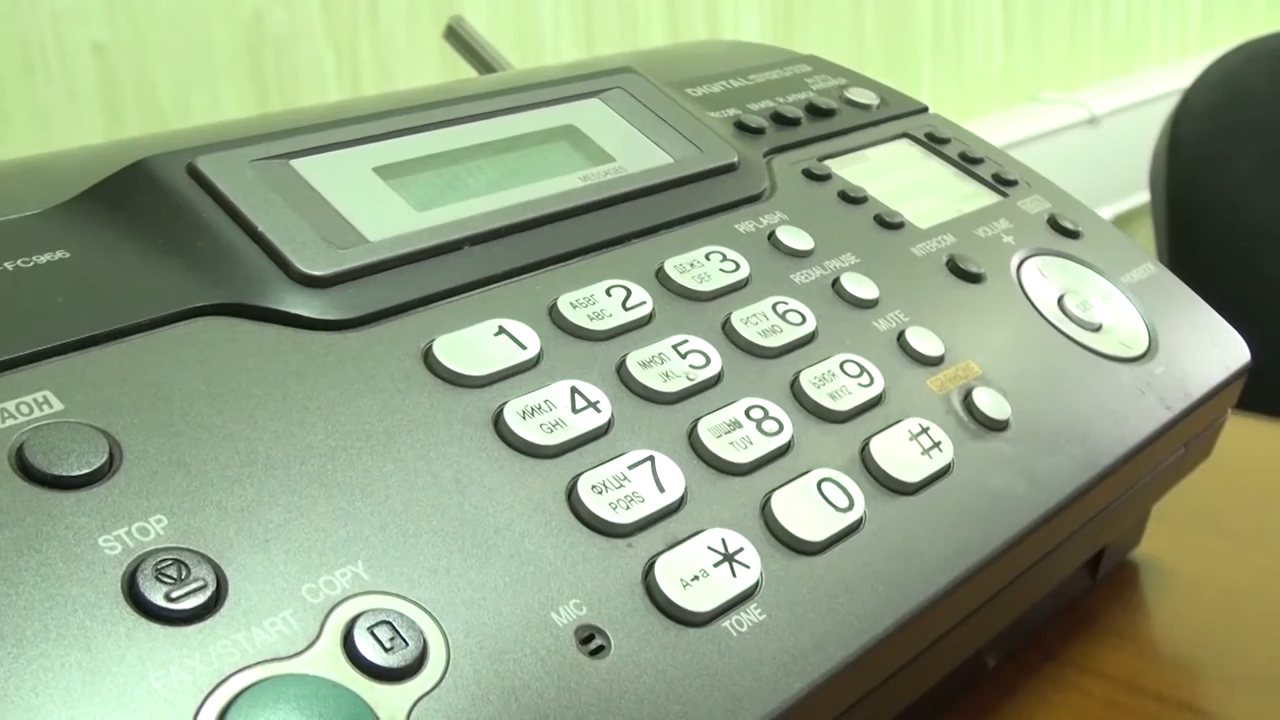 DIGITAL
MESSAGES
-FC966
R(FLASH)
REDIAL/PAUSE
INTERCOM
VOLUME
+
MUTE
1
АБВГ 2
ABC
ДЕЖЗ 3
DEF
ИЙКЛ 4
GHI
МНОП 5
JKL
РСТУ 6
MNO
ФХЦЧ 7
PQRS
8
TUV
ЬЭЮЯ 9
WXYZ
A→a *
0
#
TONE
MIC
АОН
STOP
COPY
FAX/START